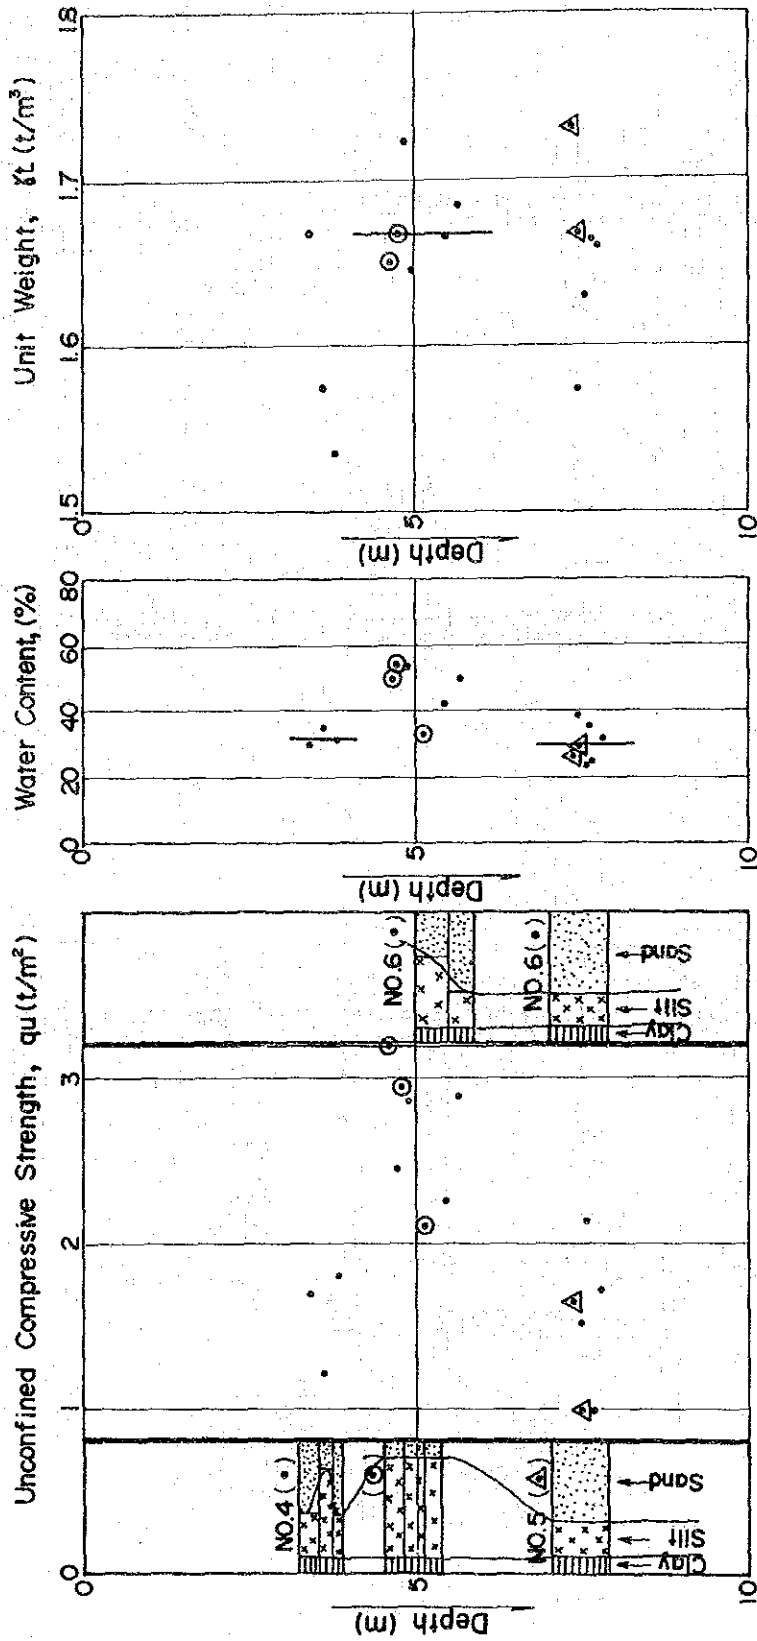 Unconfined Compressive Strength, qu (t/m²)
0 1 2 3
0
5
10
Depth (m)
NO.4 (•)
(⊙)
NO.5 (△)
Clay
Silt
Sand
NO.6 (•)
NO.6 (•)
Clay
Silt
Sand
Water Content, (%)
0 20 40 60 80
0
5
10
Depth (m)
Unit Weight, γt (t/m³)
1.5 1.6 1.7 1.8
0
5
10
Depth (m)